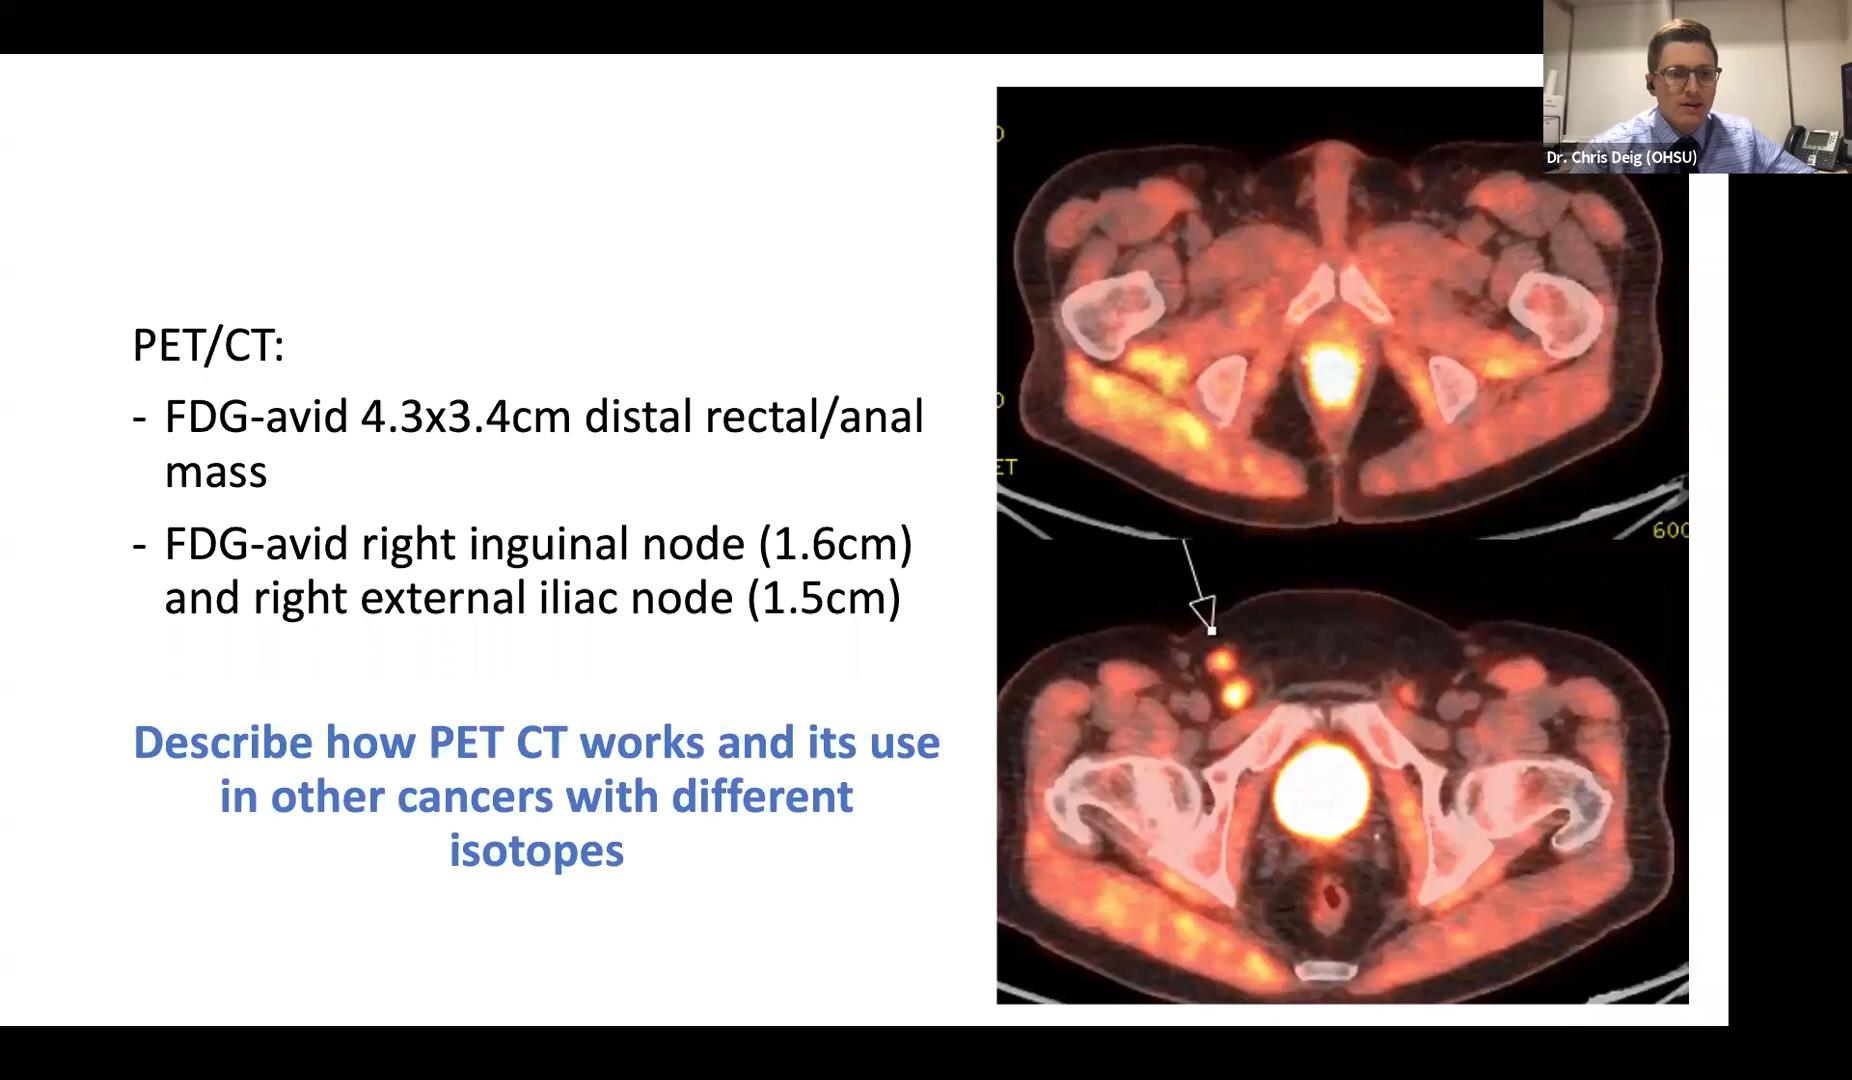 Dr. Chris Deig (OHSU)
PET/CT:
- FDG-avid 4.3x3.4cm distal rectal/anal
mass
- FDG-avid right inguinal node (1.6cm)
and right external iliac node (1.5cm)
Describe how PET CT works and its use
in other cancers with different
isotopes
ET
600